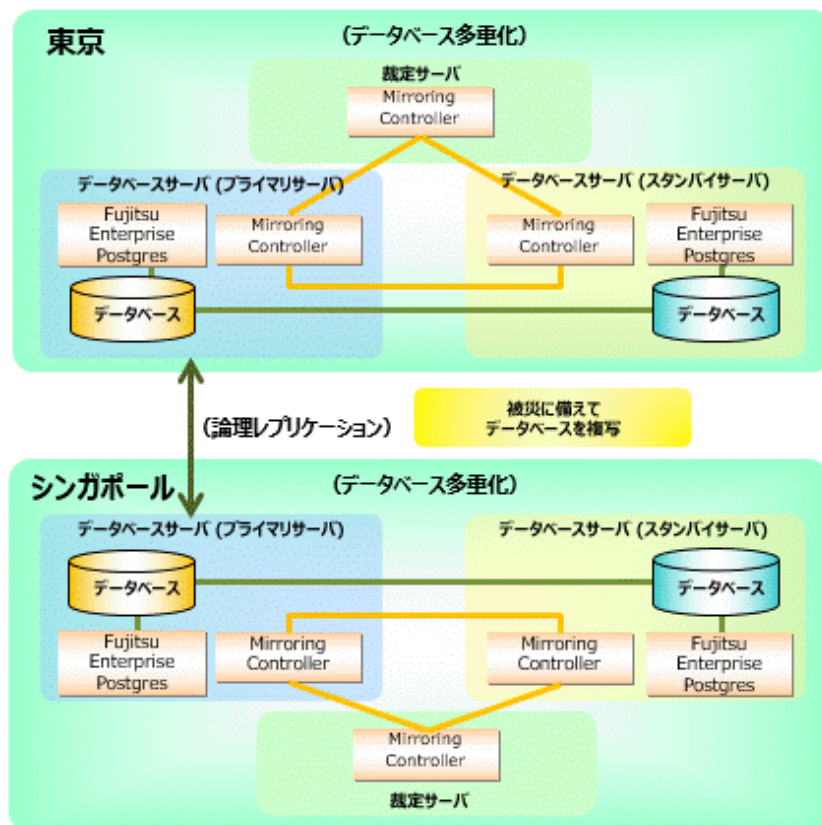 東京
(データベース多重化)
裁定サーバ
Mirroring
Controller
データベースサーバ (プライマリサーバ)
データベースサーバ (スタンバイサーバ)
Fujitsu
Enterprise
Postgres
Mirroring
Controller
Mirroring
Controller
Fujitsu
Enterprise
Postgres
データベース
データベース
(論理レプリケーション)
被災に備えて
データベースを複写
シンガポール
(データベース多重化)
データベースサーバ (プライマリサーバ)
データベースサーバ (スタンバイサーバ)
データベース
データベース
Fujitsu
Enterprise
Postgres
Mirroring
Controller
Mirroring
Controller
Fujitsu
Enterprise
Postgres
Mirroring
Controller
裁定サーバ